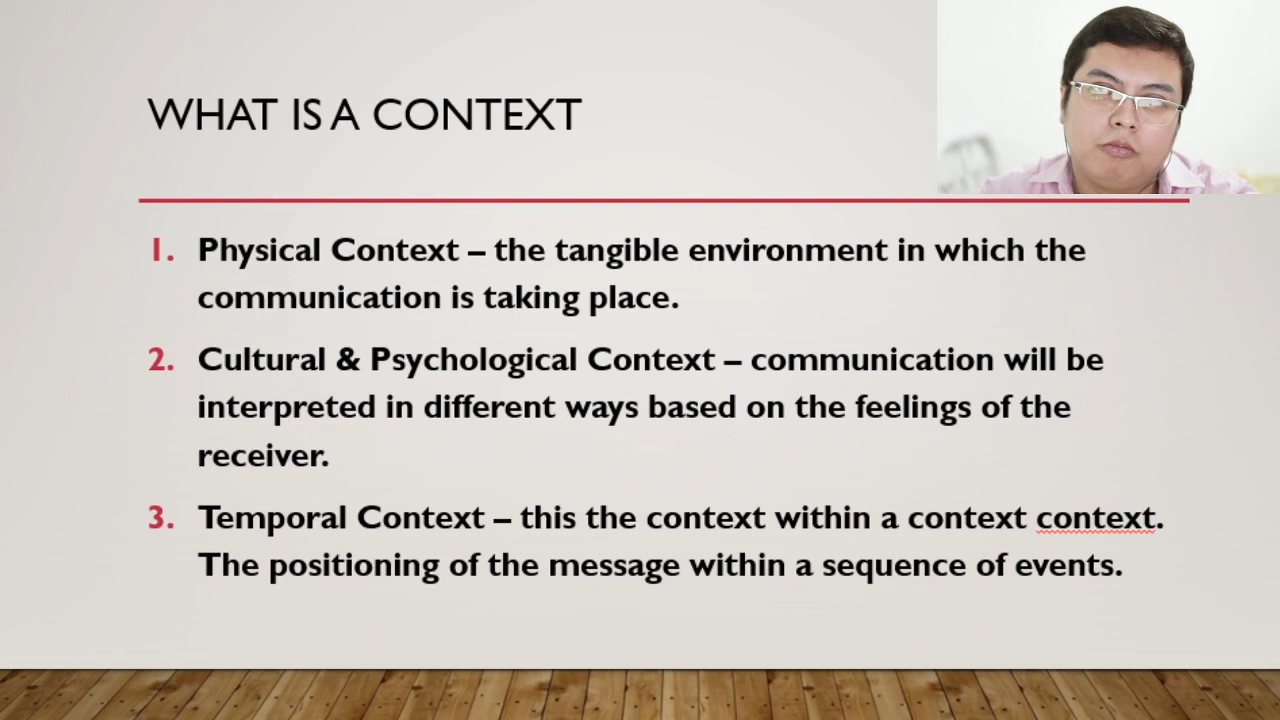 WHAT IS A CONTEXT
1. Physical Context – the tangible environment in which the
communication is taking place.
2. Cultural & Psychological Context – communication will be
interpreted in different ways based on the feelings of the
receiver.
3. Temporal Context – this the context within a context context.
The positioning of the message within a sequence of events.